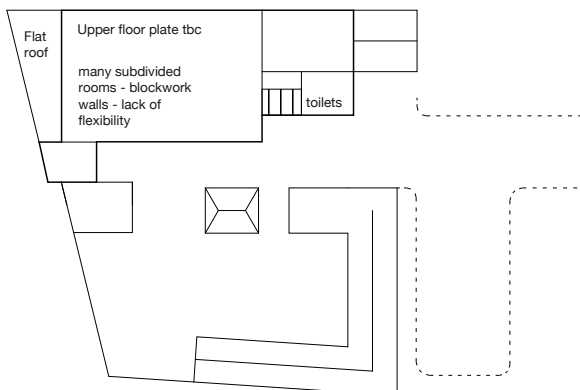 Flat
roof
Upper floor plate tbc
many subdivided
rooms - blockwork
walls - lack of
flexibility
toilets